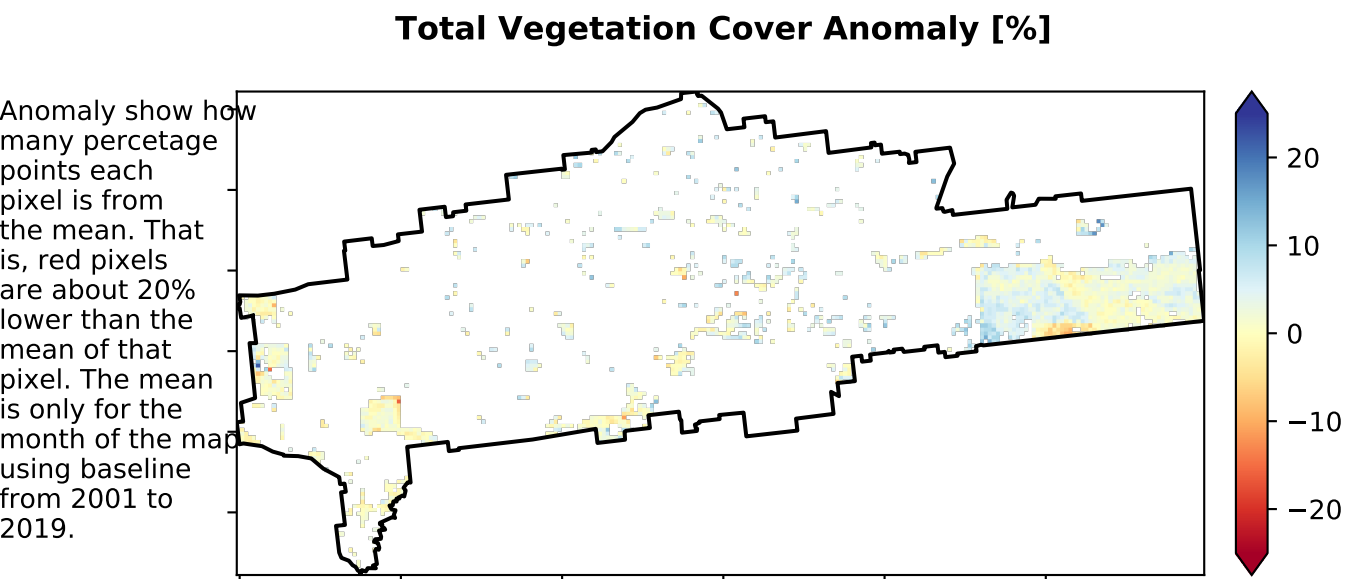 Total Vegetation Cover Anomaly [%]
Anomaly show how
many percetage
points each
pixel is from
the mean. That
is, red pixels
are about 20%
lower than the
mean of that
pixel. The mean
is only for the
month of the map
using baseline
from 2001 to
2019.
20
10
0
−10
−20